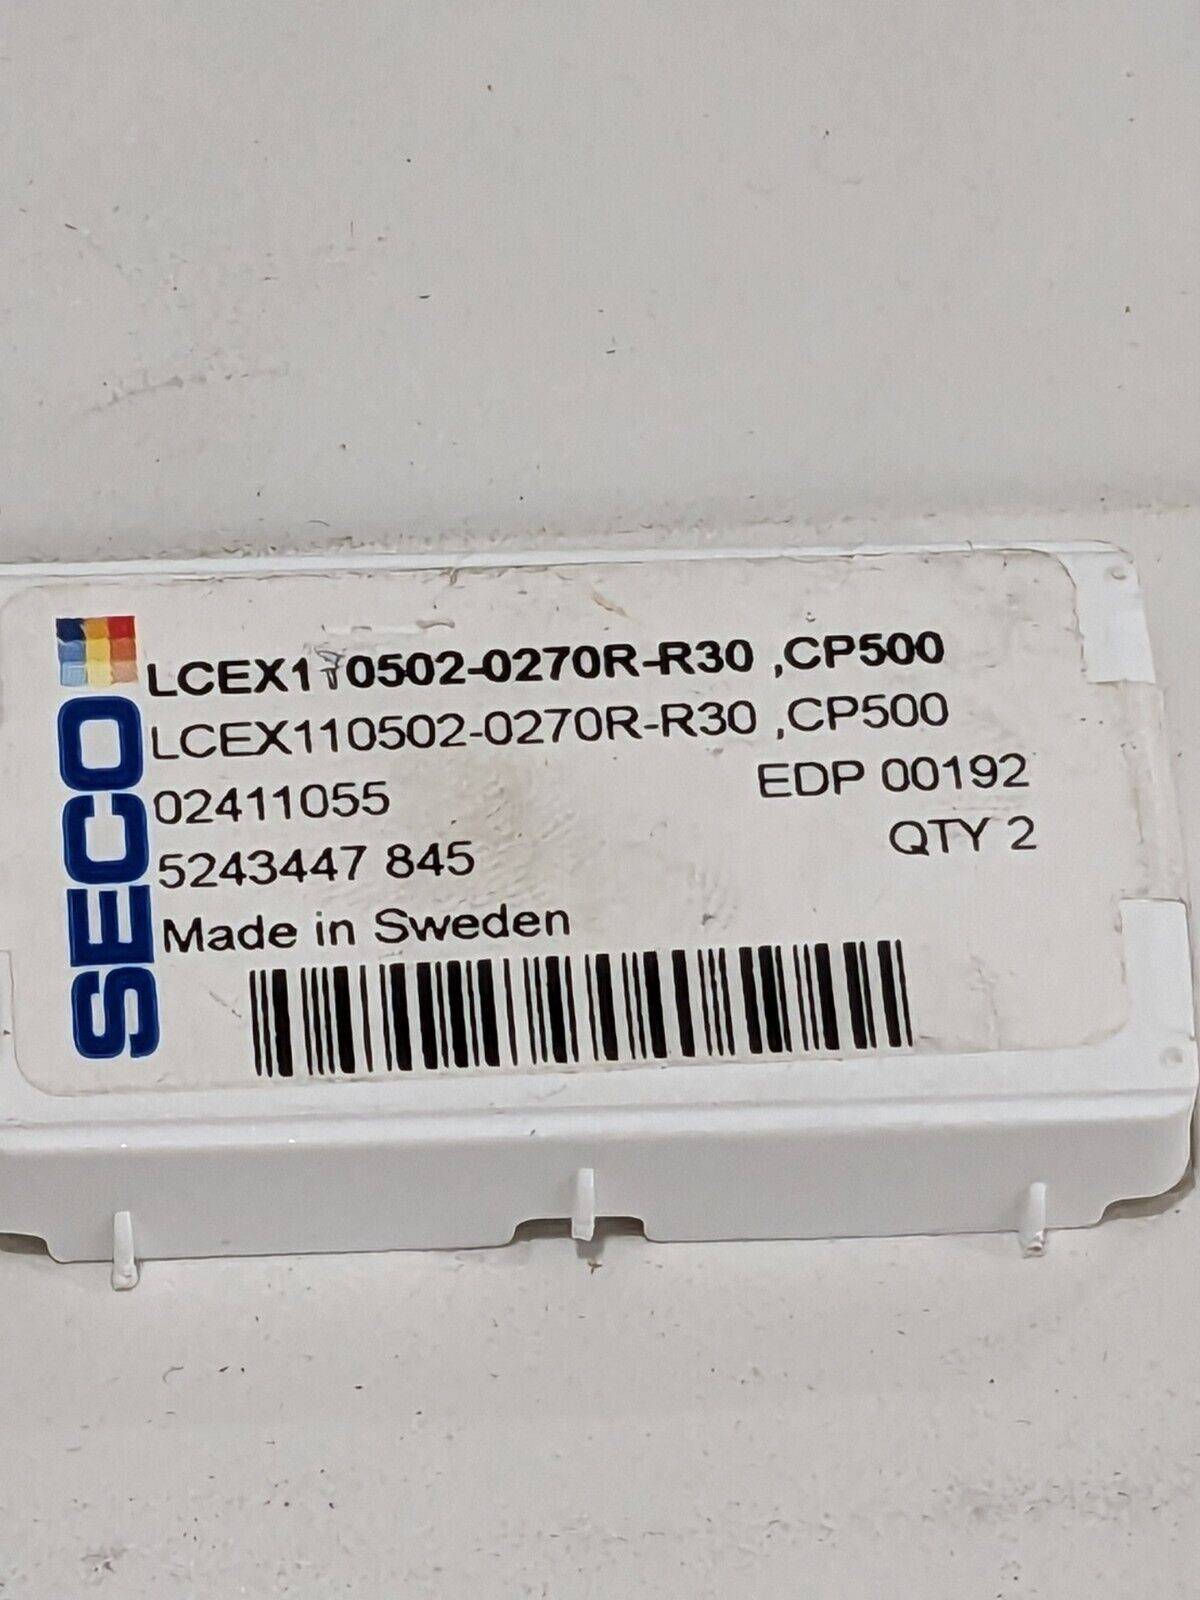 SECO
LCEX110502-0270R-R30 ,CP500
LCEX110502-0270R-R30 ,CP500
02411055 EDP 00192
5243447 845 QTY 2
Made in Sweden